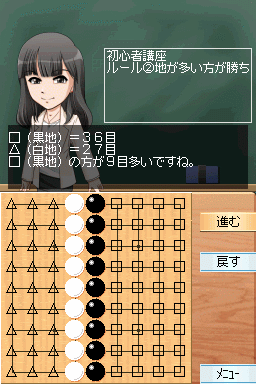 初心者講座
ルール②地が多い方が勝ち
□（黒地）＝３６目
△（白地）＝２７目
□（黒地）の方が９目多いですね。
進む
戻す
メニュー